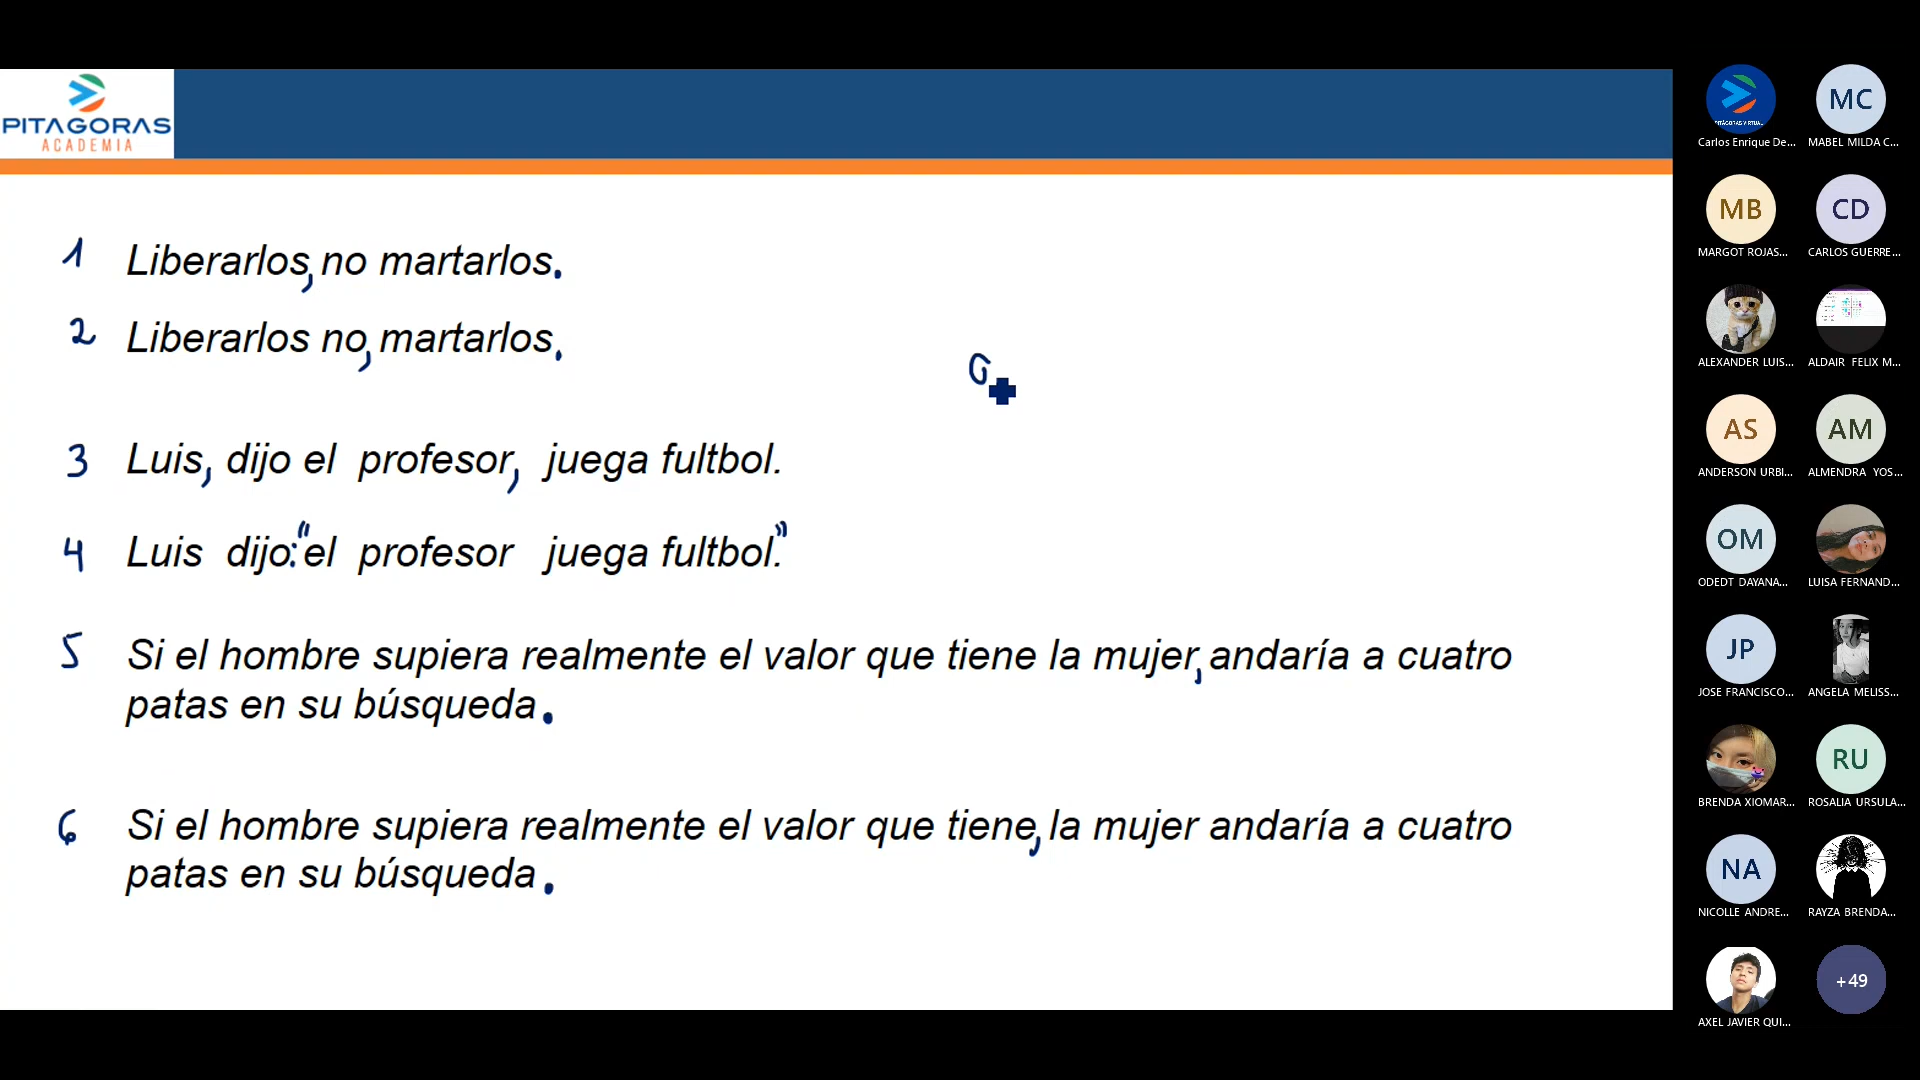 PITAGORAS
ACADEMIA
1 Liberarlos, no martarlos.
2 Liberarlos no, martarlos.
3 Luis, dijo el profesor, juega fultbol.
4 Luis dijo: "el profesor juega fultbol."
5 Si el hombre supiera realmente el valor que tiene la mujer, andaría a cuatro
patas en su búsqueda.
6 Si el hombre supiera realmente el valor que tiene, la mujer andaría a cuatro
patas en su búsqueda.
PITÁGORAS VIRTUAL
Carlos Enrique De...
MC
MABEL MILDA C...
MB
MARGOT ROJAS...
CD
CARLOS GUERRE...
ALEXANDER LUIS...
ALDAIR FELIX M...
AS
ANDERSON URBI...
AM
ALMENDRA YOS...
OM
ODEDT DAYANA...
LUISA FERNAND...
JP
JOSE FRANCISCO...
ANGELA MELISS...
BRENDA XIOMAR...
RU
ROSALIA URSULA...
NA
NICOLLE ANDRE...
RAYZA BRENDA...
AXEL JAVIER QUI...
+49